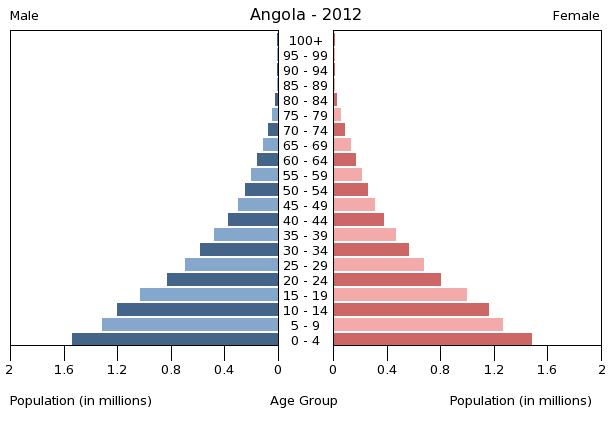 Male Angola - 2012 Female
100+
95 - 99
90 - 94
85 - 89
80 - 84
75 - 79
70 - 74
65 - 69
60 - 64
55 - 59
50 - 54
45 - 49
40 - 44
35 - 39
30 - 34
25 - 29
20 - 24
15 - 19
10 - 14
5 - 9
0 - 4
2 1.6 1.2 0.8 0.4 0 0 0.4 0.8 1.2 1.6 2
Population (in millions) Age Group Population (in millions)